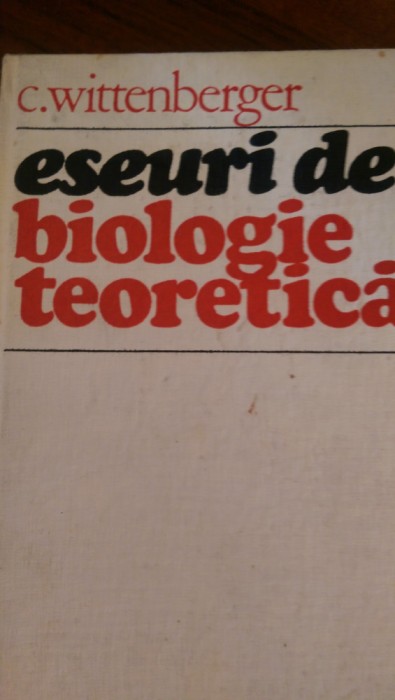 c.wittenberger
eseuri de
biologie
teoretică